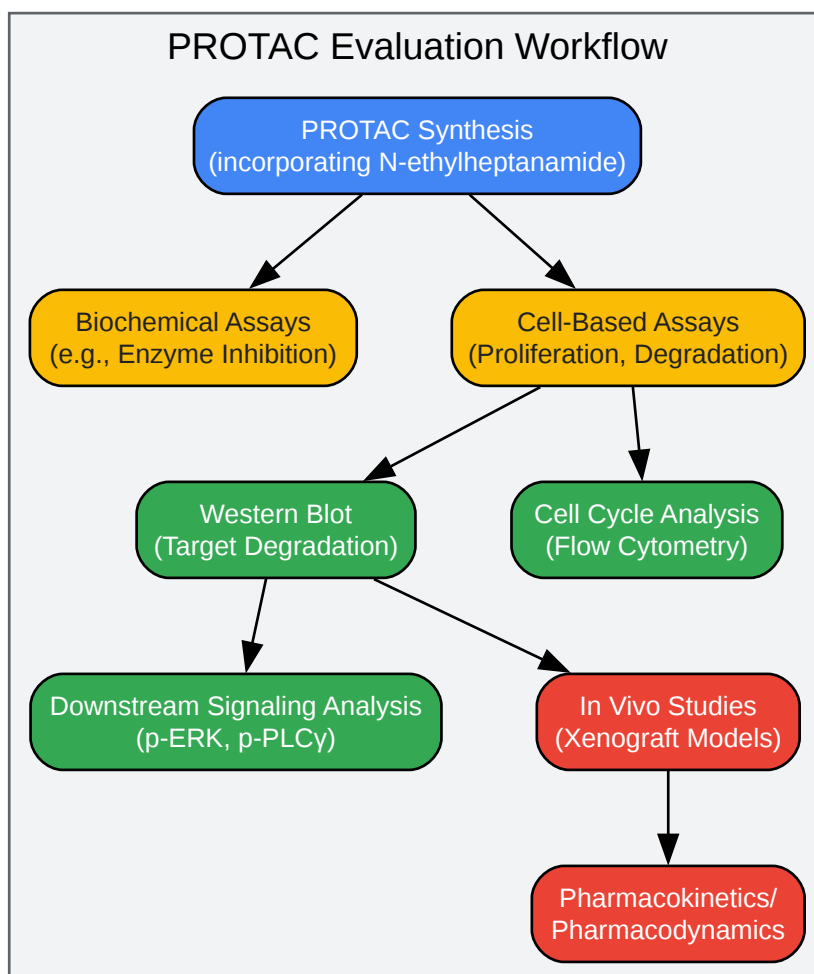 PROTAC Evaluation Workflow
PROTAC Synthesis
(incorporating N-ethylheptanamide)
Biochemical Assays
(e.g., Enzyme Inhibition)
Cell-Based Assays
(Proliferation, Degradation)
Western Blot
(Target Degradation)
Cell Cycle Analysis
(Flow Cytometry)
Downstream Signaling Analysis
(p-ERK, p-PLCγ)
In Vivo Studies
(Xenograft Models)
Pharmacokinetics/
Pharmacodynamics